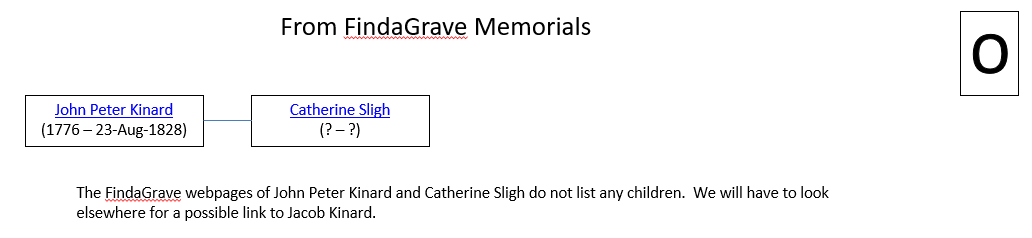 From FindaGrave Memorials
O
John Peter Kinard
(1776 – 23-Aug-1828)
Catherine Sligh
(? – ?)
The FindaGrave webpages of John Peter Kinard and Catherine Sligh do not list any children.  We will have to look
elsewhere for a possible link to Jacob Kinard.